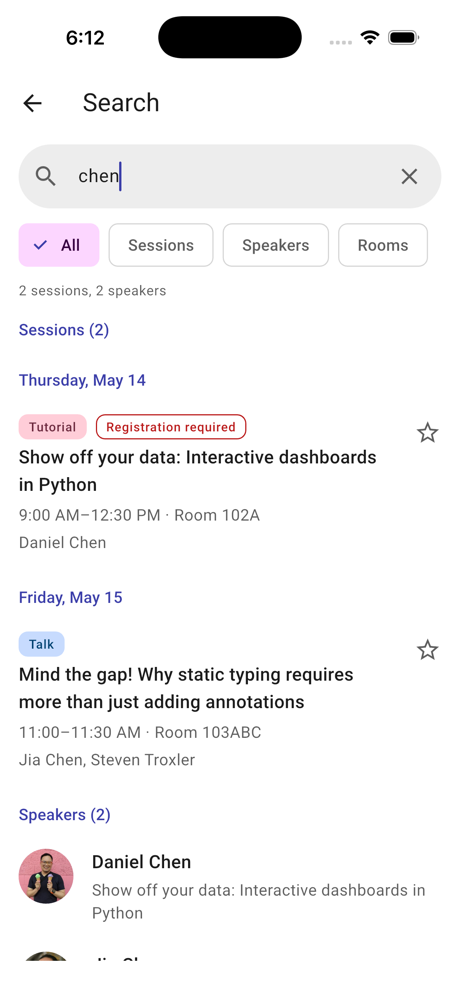 6:12
Search
chen
All
Sessions
Speakers
Rooms
2 sessions, 2 speakers
Sessions (2)
Thursday, May 14
Tutorial
Registration required
Show off your data: Interactive dashboards
in Python
9:00 AM–12:30 PM · Room 102A
Daniel Chen
Friday, May 15
Talk
Mind the gap! Why static typing requires
more than just adding annotations
11:00–11:30 AM · Room 103ABC
Jia Chen, Steven Troxler
Speakers (2)
Daniel Chen
Show off your data: Interactive dashboards in
Python